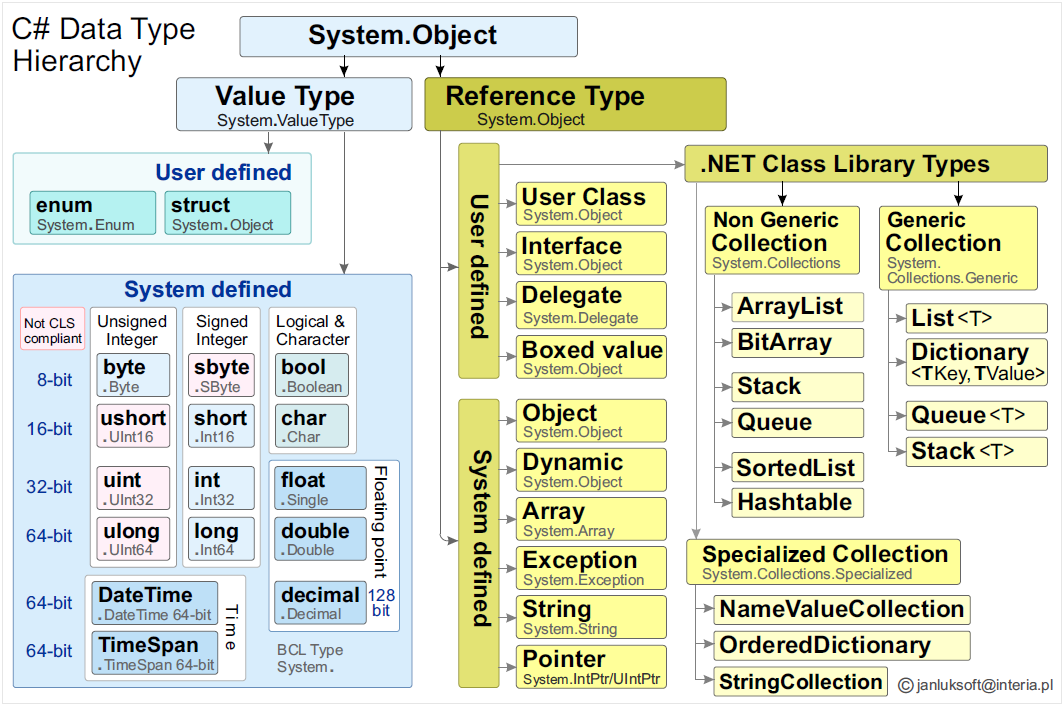 C# Data Type
Hierarchy
System.Object
Value Type
System.ValueType
Reference Type
System.Object
User defined
enum
System.Enum
struct
System.Object
System defined
Not CLS
compliant
Unsigned
Integer
Signed
Integer
Logical &
Character
8-bit
byte
.Byte
sbyte
.SByte
bool
.Boolean
16-bit
ushort
.UInt16
short
.Int16
char
.Char
32-bit
uint
.UInt32
int
.Int32
float
.Single
64-bit
ulong
.UInt64
long
.Int64
double
.Double
Floating point
64-bit
DateTime
.DateTime 64-bit
decimal
.Decimal
128
bit
64-bit
TimeSpan
.TimeSpan 64-bit
Time
BCL Type
System.
User defined
User Class
System.Object
Interface
System.Object
Delegate
System.Delegate
Boxed value
System.Object
System defined
Object
System.Object
Dynamic
System.Object
Array
System.Array
Exception
System.Exception
String
System.String
Pointer
System.IntPtr/UIntPtr
.NET Class Library Types
Non Generic
Collection
System.Collections
ArrayList
BitArray
Stack
Queue
SortedList
Hashtable
Generic
Collection
System.
Collections.Generic
List <T>
Dictionary
<TKey, TValue>
Queue <T>
Stack <T>
Specialized Collection
System.Collections.Specialized
NameValueCollection
OrderedDictionary
StringCollection
© janluksoft@interia.pl